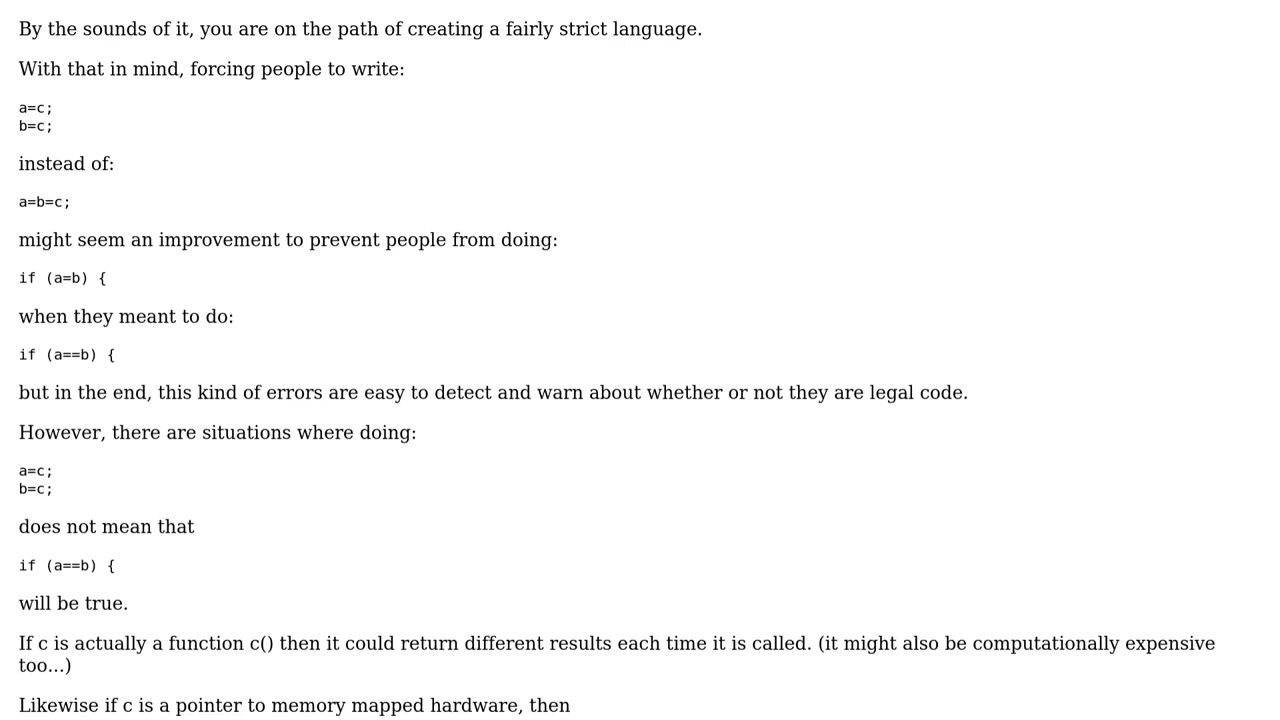 By the sounds of it, you are on the path of creating a fairly strict language.
With that in mind, forcing people to write:
a=c;
b=c;
instead of:
a=b=c;
might seem an improvement to prevent people from doing:
if (a=b) {
when they meant to do:
if (a==b) {
but in the end, this kind of errors are easy to detect and warn about whether or not they are legal code.
However, there are situations where doing:
a=c;
b=c;
does not mean that
if (a==b) {
will be true.
If c is actually a function c() then it could return different results each time it is called. (it might also be computationally expensive
too...)
Likewise if c is a pointer to memory mapped hardware, then